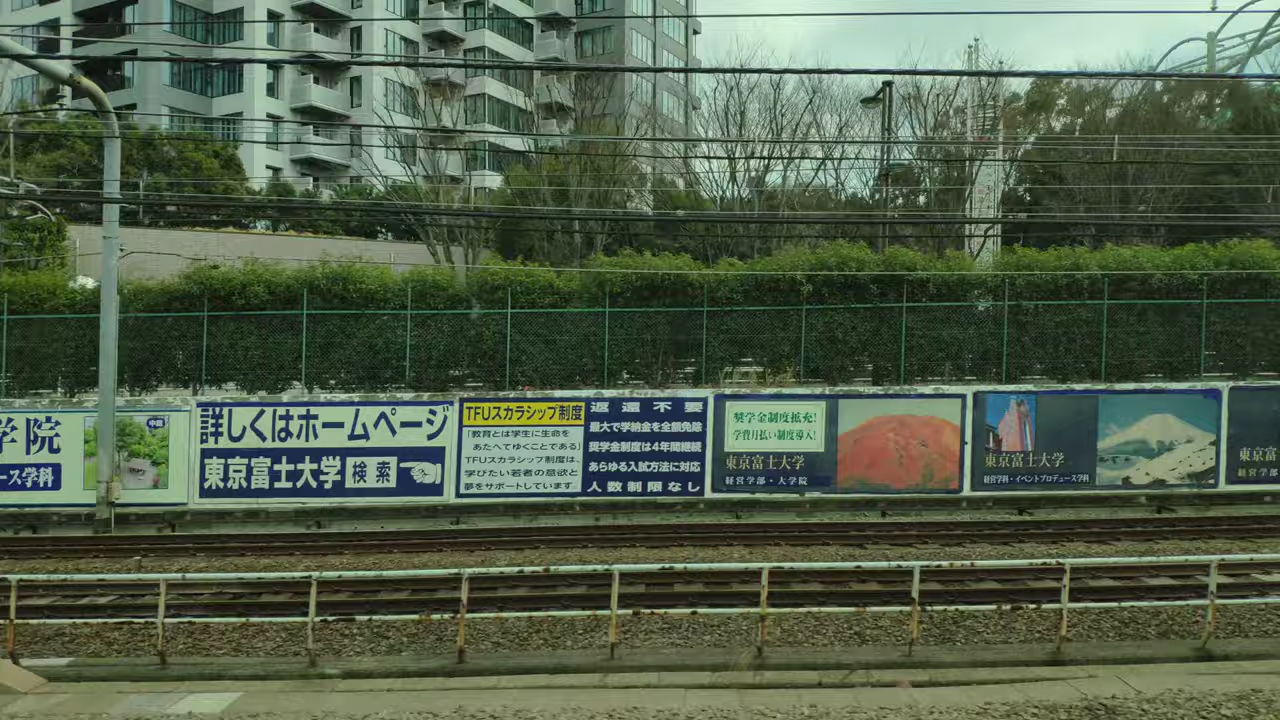 学院
ース学科
中庭
詳しくはホームページ
東京富士大学 検索
TFUスカラシップ制度
「教育とは学生に生命を
あたへてゆくことである」
TFUスカラシップ制度は、
学びたい若者の意欲と
夢をサポートしています。
返還不要
最大で学納金を全額免除
奨学金制度は4年間継続
あらゆる入試方法に対応
人数制限なし
奨学金制度拡充!
学費月払い制度導入!
東京富士大学
経営学部・大学院
東京富士大学
経営学科・イベントプロデュース学科
東京富
経営学